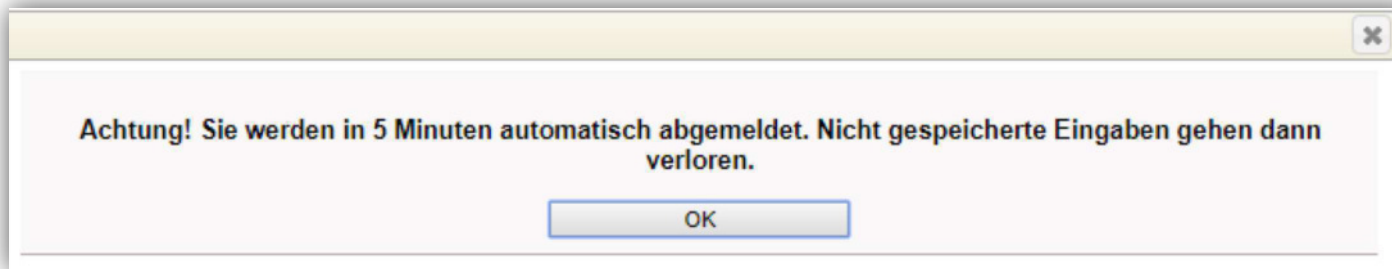 Achtung! Sie werden in 5 Minuten automatisch abgemeldet. Nicht gespeicherte Eingaben gehen dann
verloren.
OK